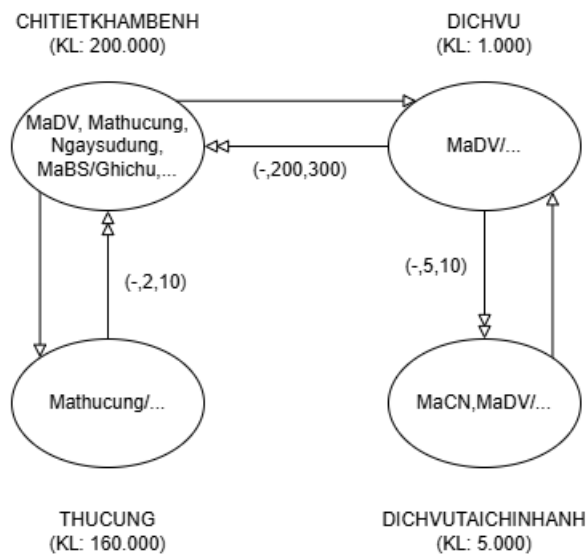 CHITIETKHAMBENH
(KL: 200.000)
DICHVU
(KL: 1.000)
MaDV, Mathucung,
Ngaysudung,
MaBS/Ghichu,...
MaDV/...
(-,200,300)
(-,2,10)
(-,5,10)
Mathucung/...
MaCN,MaDV/...
THUCUNG
(KL: 160.000)
DICHVUTAICHINHANH
(KL: 5.000)